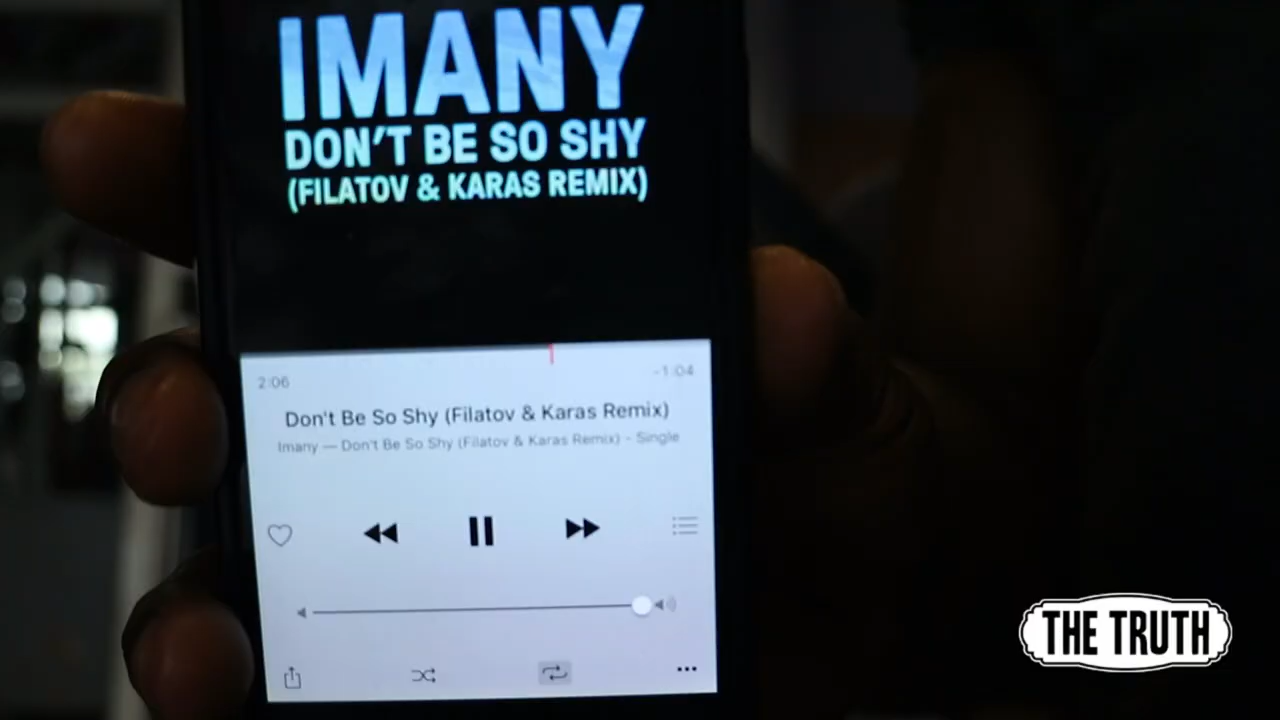 IMANY
DON'T BE SO SHY
(FILATOV & KARAS REMIX)
2:06
-1:04
Don't Be So Shy (Filatov & Karas Remix)
Imany — Don't Be So Shy (Filatov & Karas Remix) - Single
THE TRUTH